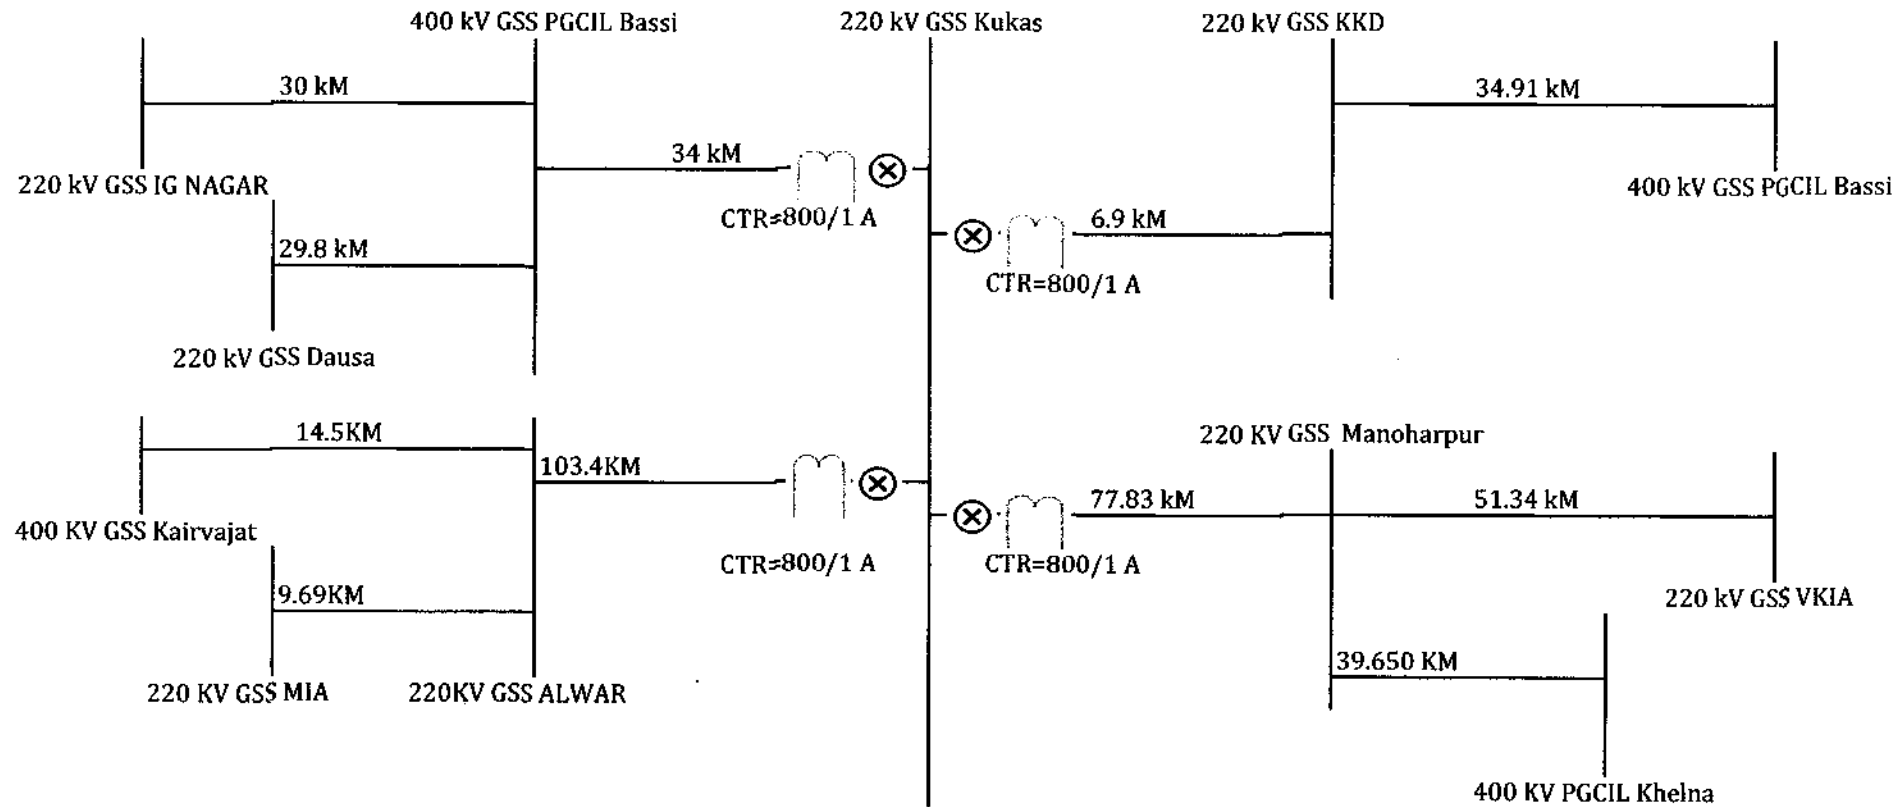 400 kV GSS PGCIL Bassi
220 kV GSS Kukas
220 kV GSS KKD
30 kM
34.91 kM
34 kM
220 kV GSS IG NAGAR
400 kV GSS PGCIL Bassi
CTR=800/1 A
6.9 kM
29.8 kM
CTR=800/1 A
220 kV GSS Dausa
14.5KM
220 KV GSS Manoharpur
103.4KM
77.83 kM
51.34 kM
400 KV GSS Kairvajat
CTR=800/1 A
CTR=800/1 A
9.69KM
220 kV GSS VKIA
39.650 KM
220 KV GSS MIA
220KV GSS ALWAR
400 KV PGCIL Khelna